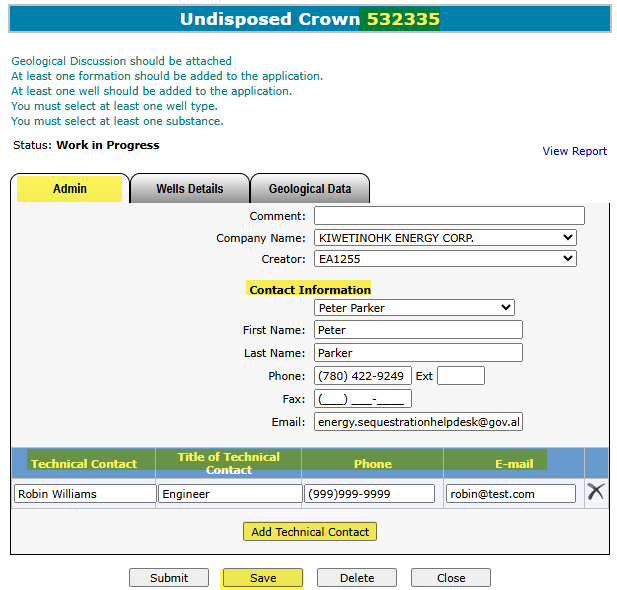 Undisposed Crown 532335
Geological Discussion should be attached
At least one formation should be added to the application.
At least one well should be added to the application.
You must select at least one well type.
You must select at least one substance.
Status: Work in Progress
View Report
Admin Wells Details Geological Data
Comment:
Company Name: KIWETINOHK ENERGY CORP.
Creator: EA1255
Contact Information
Peter Parker
First Name: Peter
Last Name: Parker
Phone: (780) 422-9249 Ext
Fax: (___) ___-____
Email: energy.sequestrationhelpdesk@gov.al
Technical Contact Title of Technical Contact Phone E-mail
Robin Williams Engineer (999)999-9999 robin@test.com
Add Technical Contact
Submit Save Delete Close